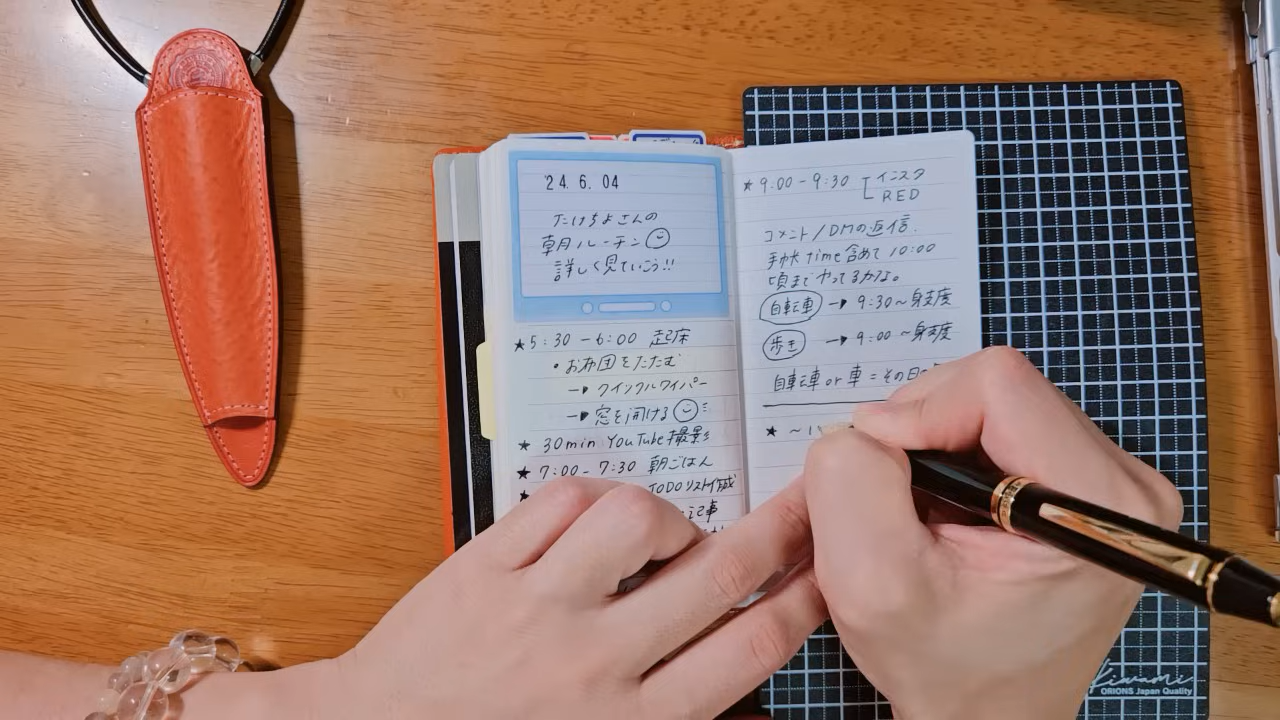 24. 6. 04
たけちよさんの
朝ルーチン
詳しく見ていこう!!
★5:30 -6:00 起床
・お布団をたたむ
→ クイックルワイパー
→ 窓を開ける
★ 30min YouTube撮影
★ 7:00 - 7:30 朝ごはん
TODOリスト作成
記事
★9:00 - 9:30 インスタ
RED
コメント/DMの返信.
手帳 time 含めて 10:00
頃までやってるかな。
自転車 → 9:30〜身支度
歩き → 9:00〜身支度
自転車 or 車 = その日の
★ 〜
Kiwami
ORIONS Japan Quality